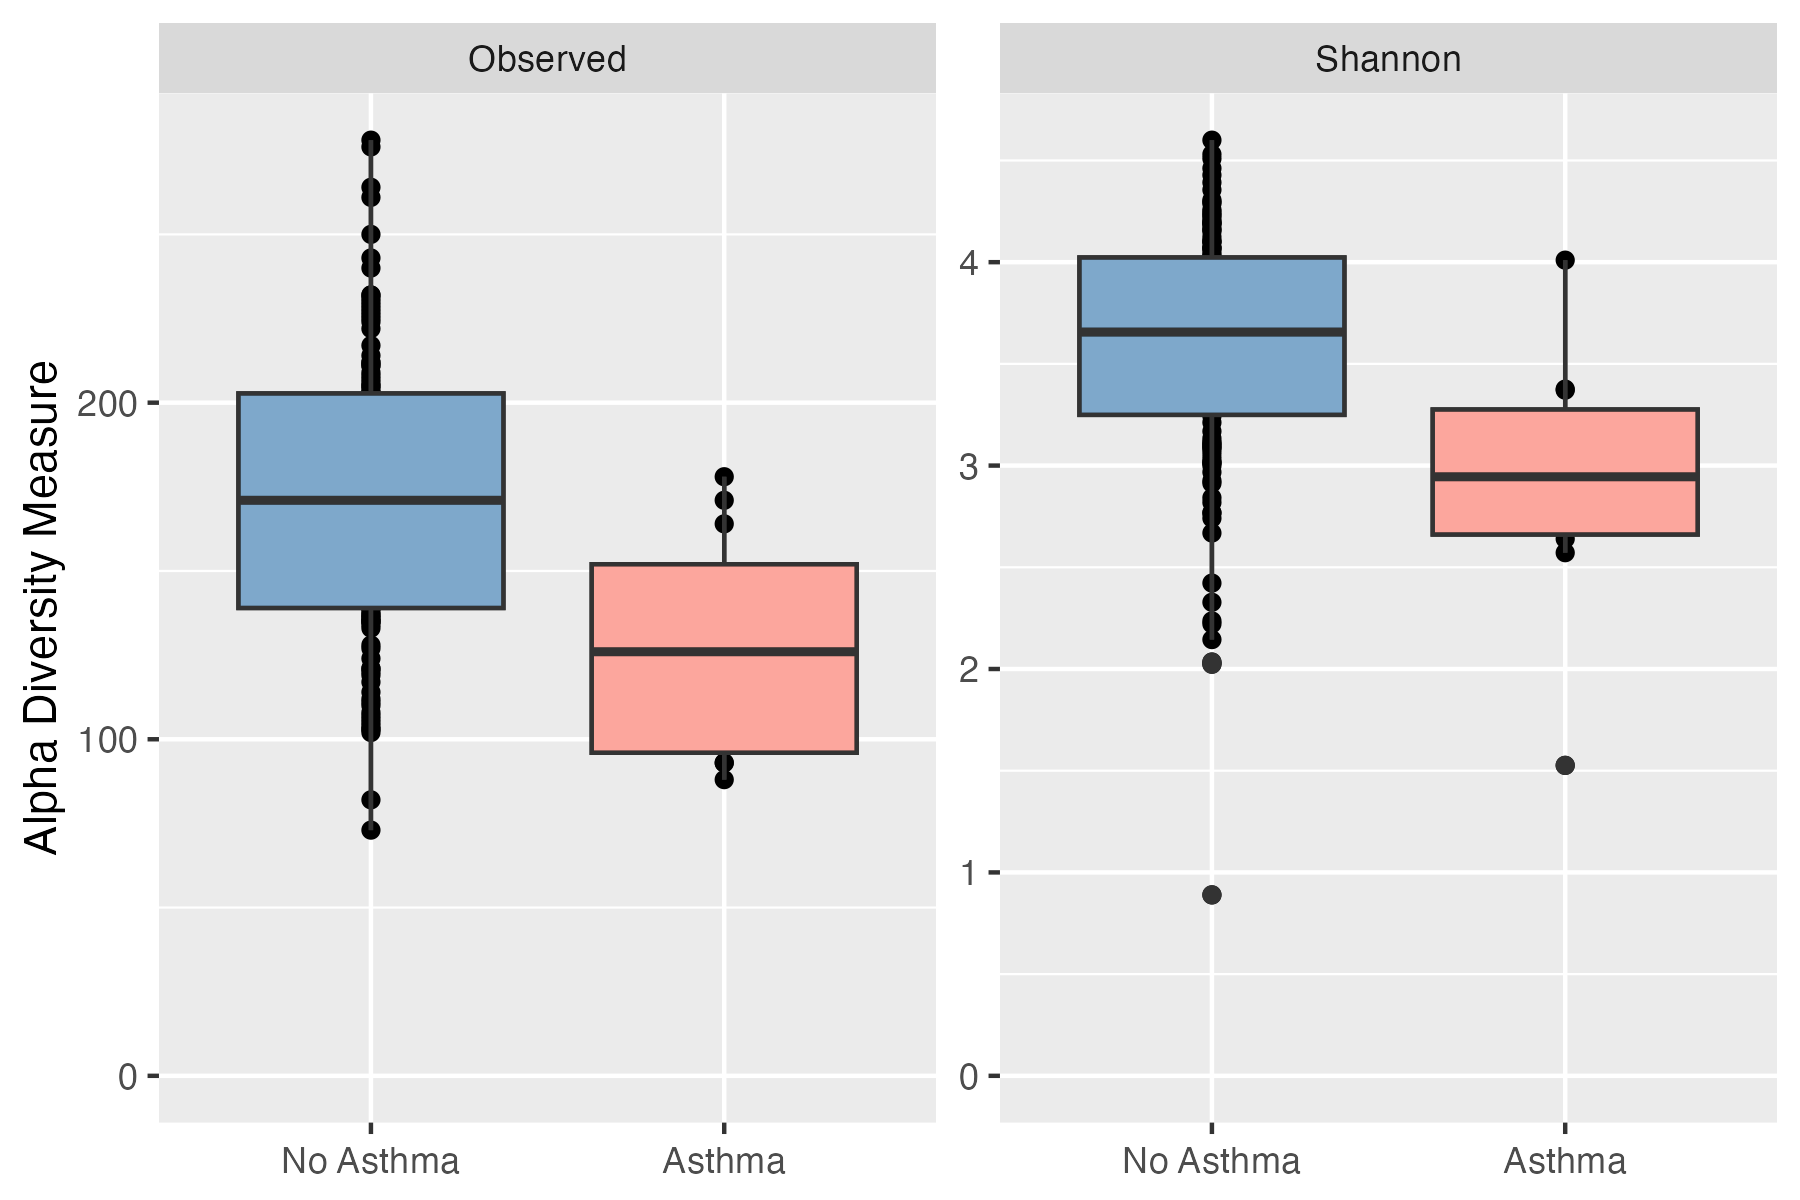 Observed
Shannon
Alpha Diversity Measure
200
100
0
4
3
2
1
0
No Asthma
Asthma
No Asthma
Asthma